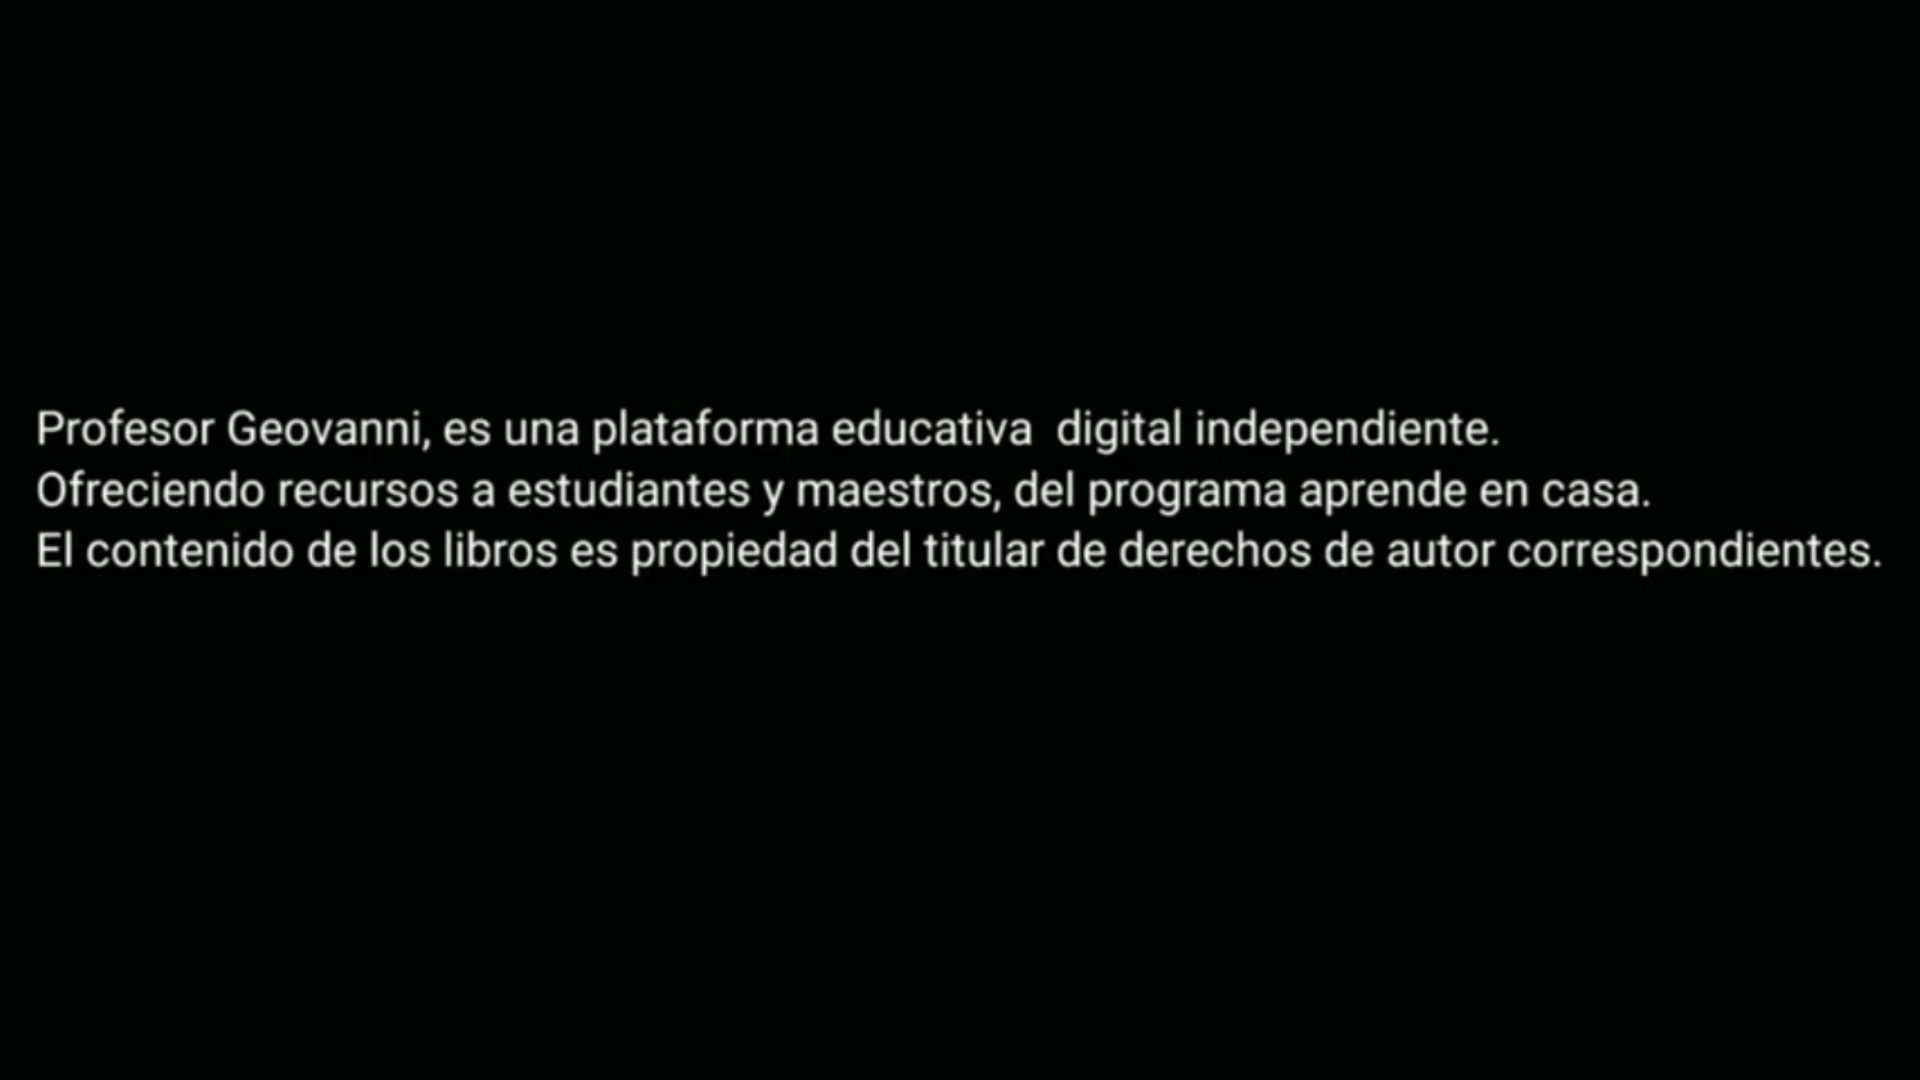 Profesor Geovanni, es una plataforma educativa  digital independiente.
Ofreciendo recursos a estudiantes y maestros, del programa aprende en casa.
El contenido de los libros es propiedad del titular de derechos de autor correspondientes.